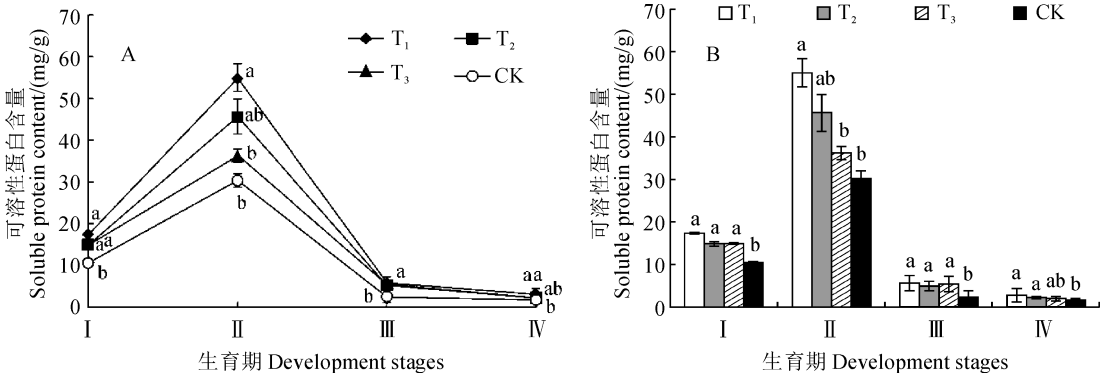 可溶性蛋白含量
Soluble protein content/(mg/g)
70
60
50
40
30
20
10
0
A
T₁ T₂
T₃ CK
a
ab
b
b
a
a a
b
a
b
aa
ab
b
Ⅰ Ⅱ Ⅲ Ⅳ
生育期 Development stages
可溶性蛋白含量
Soluble protein content/(mg/g)
70
60
50
40
30
20
10
0
T₁ T₂ T₃ CK
B
a
ab
b
b
a a a b
a a a b
a a ab b
Ⅰ Ⅱ Ⅲ Ⅳ
生育期 Development stages